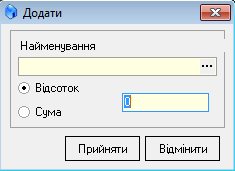 Додати
Найменування
...
Відсоток
0
Сума
Прийняти Відмінити